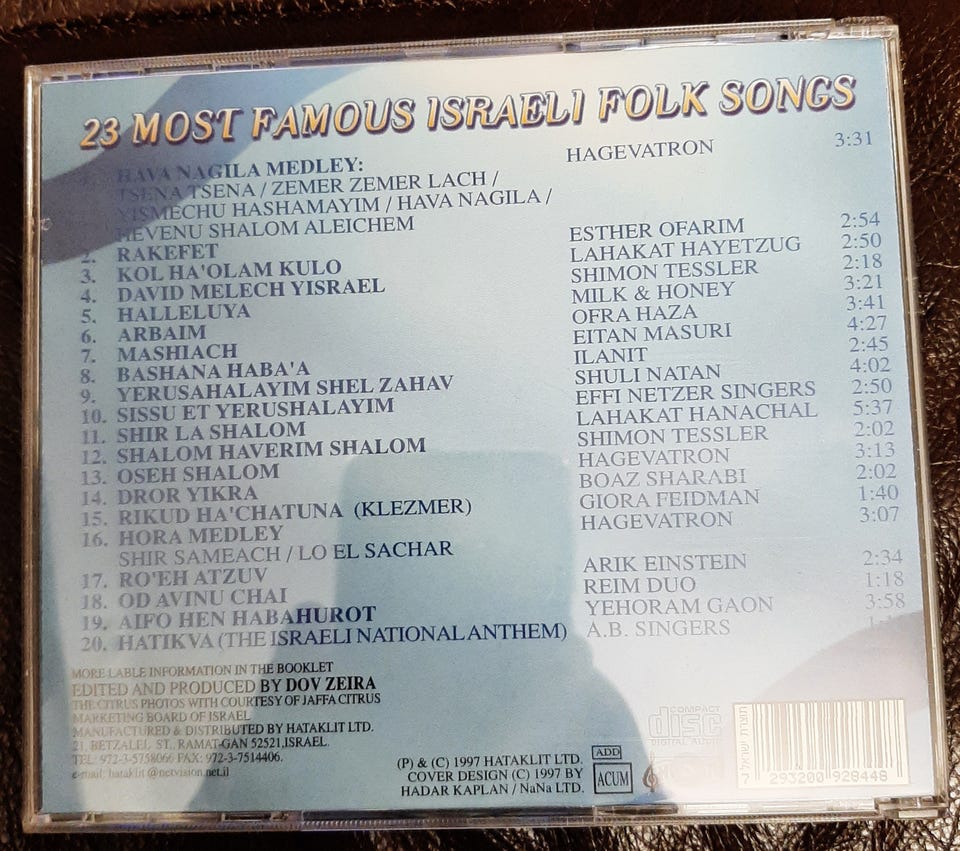 23 MOST FAMOUS ISRAELI FOLK SONGS
HAVA NAGILA MEDLEY: HAGEVATRON 3:31
TSENA TSENA / ZEMER ZEMER LACH /
YISMECHU HASHAMAYIM / HAVA NAGILA /
HEVENU SHALOM ALEICHEM
2. RAKEFET ESTHER OFARIM 2:54
3. KOL HA'OLAM KULO LAHAKAT HAYETZUG 2:50
4. DAVID MELECH YISRAEL SHIMON TESSLER 2:18
5. HALLELUYA MILK & HONEY 3:21
6. ARBAIM OFRA HAZA 3:41
7. MASHIACH EITAN MASURI 4:27
8. BASHANA HABA'A ILANIT 2:45
9. YERUSAHALAYIM SHEL ZAHAV SHULI NATAN 4:02
10. SISSU ET YERUSHALAYIM EFFI NETZER SINGERS 2:50
11. SHIR LA SHALOM LAHAKAT HANACHAL 5:37
12. SHALOM HAVERIM SHALOM SHIMON TESSLER 2:02
13. OSEH SHALOM HAGEVATRON 3:13
14. DROR YIKRA BOAZ SHARABI 2:02
15. RIKUD HA'CHATUNA (KLEZMER) GIORA FEIDMAN 1:40
16. HORA MEDLEY HAGEVATRON 3:07
SHIR SAMEACH / LO EL SACHAR
17. RO'EH ATZUV ARIK EINSTEIN 2:34
18. OD AVINU CHAI REIM DUO 1:18
19. AIFO HEN HABAHUROT YEHORAM GAON 3:58
20. HATIKVA (THE ISRAELI NATIONAL ANTHEM) A.B. SINGERS
MORE LABLE INFORMATION IN THE BOOKLET
EDITED AND PRODUCED BY DOV ZEIRA
THE CITRUS PHOTOS WITH COURTESY OF JAFFA CITRUS
MARKETING BOARD OF ISRAEL
MANUFACTURED & DISTRIBUTED BY HATAKLIT LTD.
21, BETZALEL ST. RAMAT-GAN 52521,ISRAEL.
TEL: 972-3-5758066 FAX: 972-3-7514406.
e-mail: hataklit @netvision.net.il
(P) & (C) 1997 HATAKLIT LTD.
COVER DESIGN (C) 1997 BY
HADAR KAPLAN / NaNa LTD.
ADD
ACUM
COMPACT
disc
DIGITAL AUDIO
תוצרת ישראל
7 293200 928448